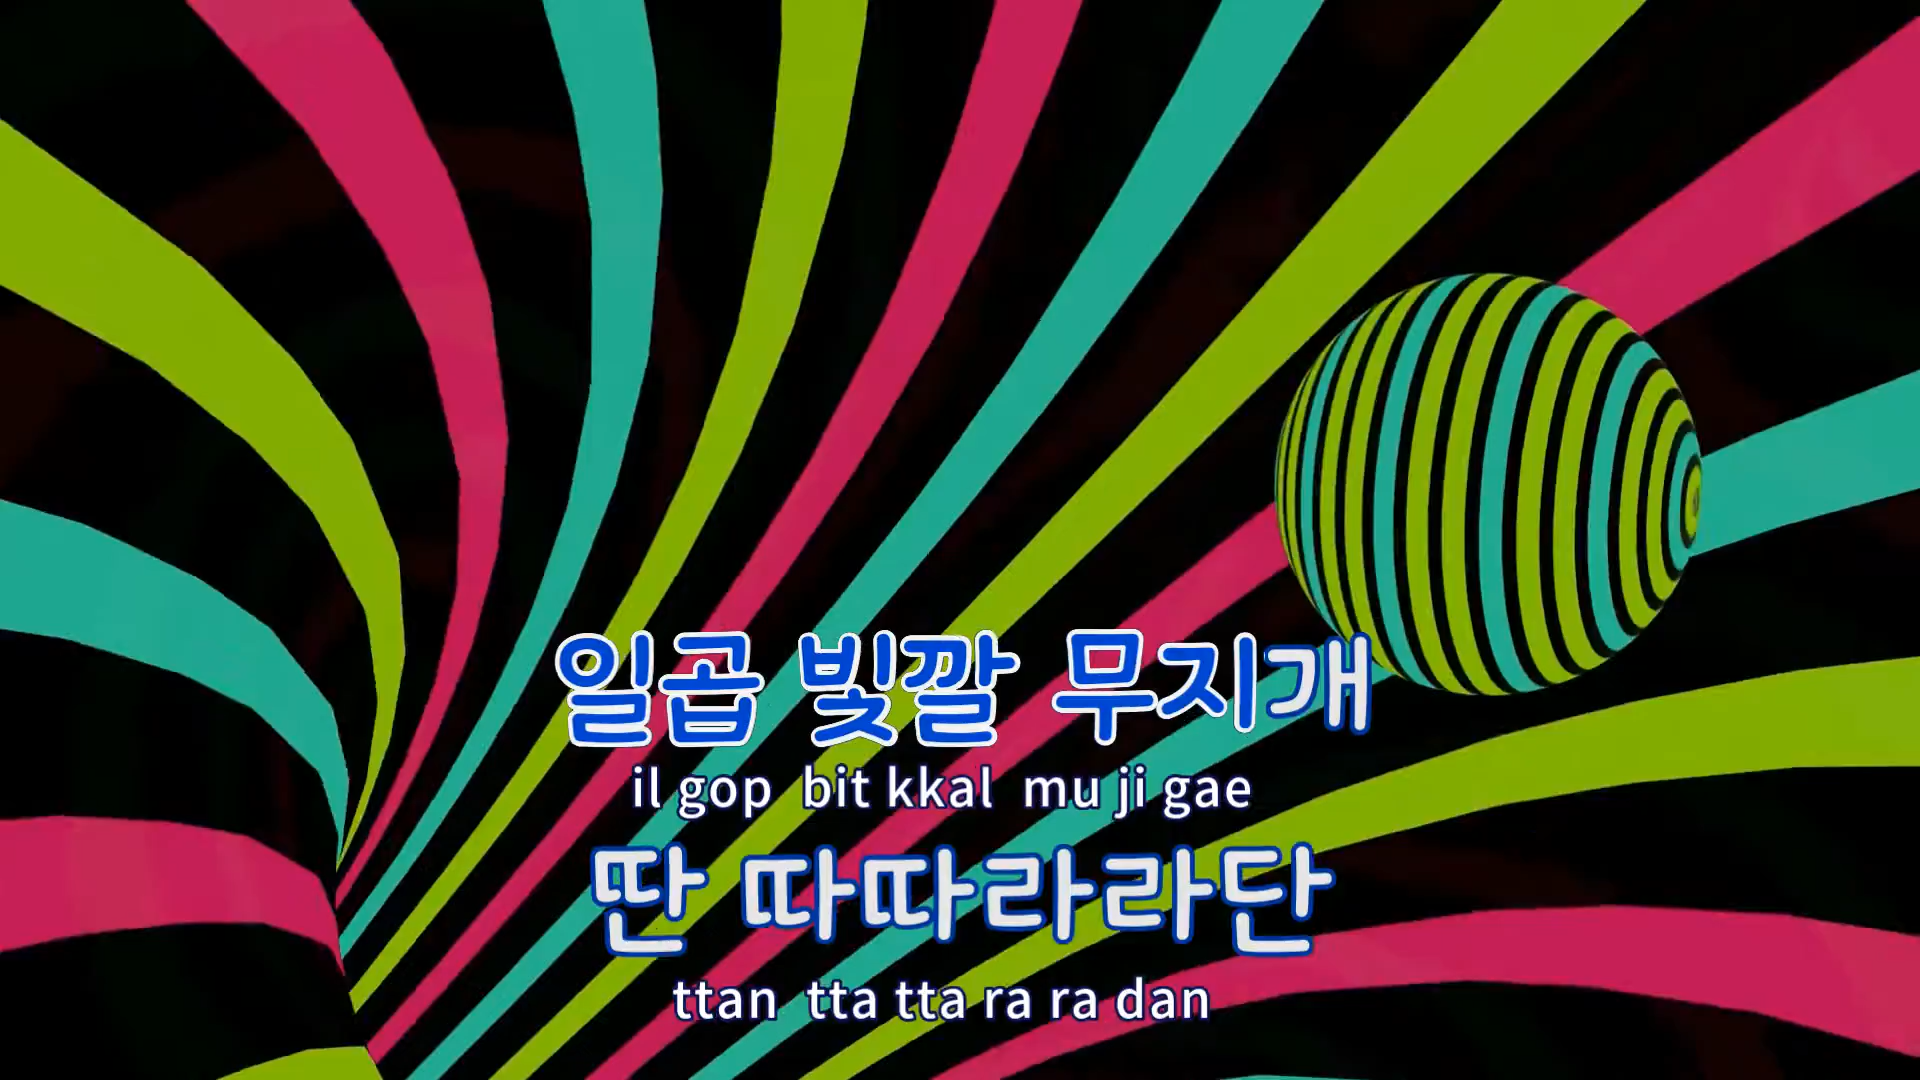 일곱 빛깔 무지개
il gop bit kkal mu ji gae
딴 따따라라단
ttan tta tta ra ra dan